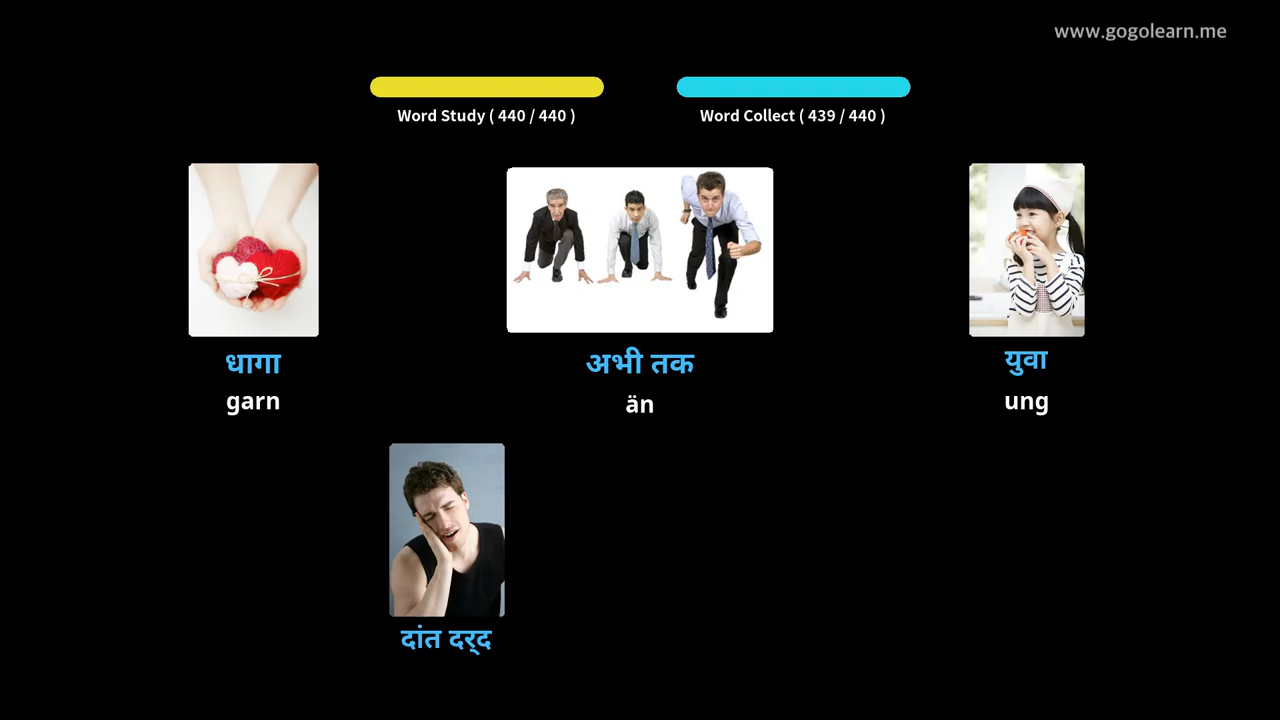 www.gogolearn.me
Word Study ( 440 / 440 )
Word Collect ( 439 / 440 )
धागा
garn
अभी तक
än
युवा
ung
दांत दर्द